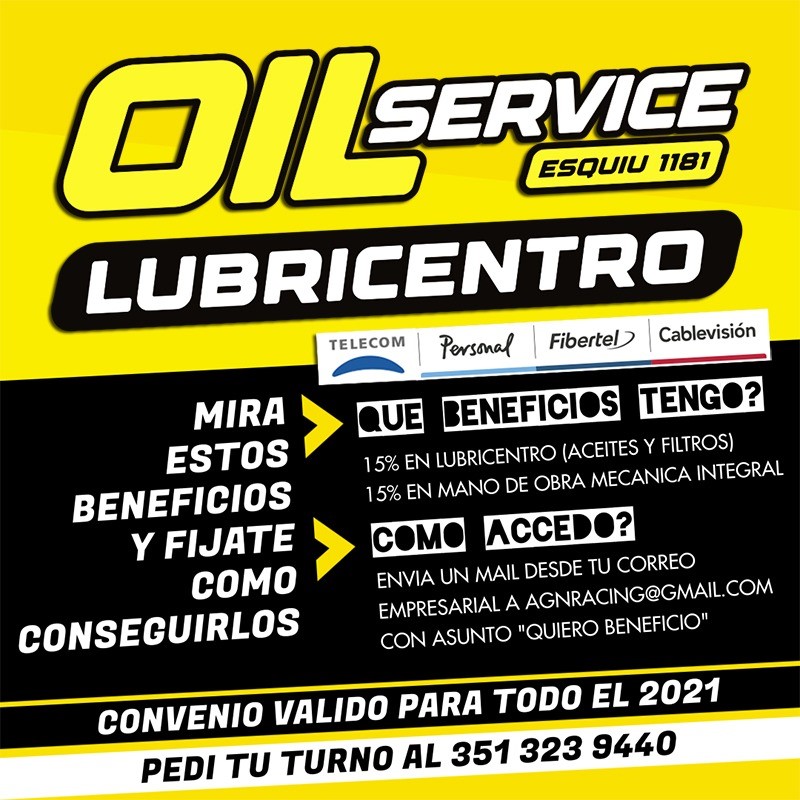 OIL SERVICE
ESQUIU 1181
LUBRICENTRO
TELECOM Personal Fibertel Cablevisión
MIRA
ESTOS
BENEFICIOS
Y FIJATE
COMO
CONSEGUIRLOS
QUE BENEFICIOS TENGO?
15% EN LUBRICENTRO (ACEITES Y FILTROS)
15% EN MANO DE OBRA MECANICA INTEGRAL
COMO ACCEDO?
ENVIA UN MAIL DESDE TU CORREO
EMPRESARIAL A AGNRACING@GMAIL.COM
CON ASUNTO "QUIERO BENEFICIO"
CONVENIO VALIDO PARA TODO EL 2021
PEDI TU TURNO AL 351 323 9440